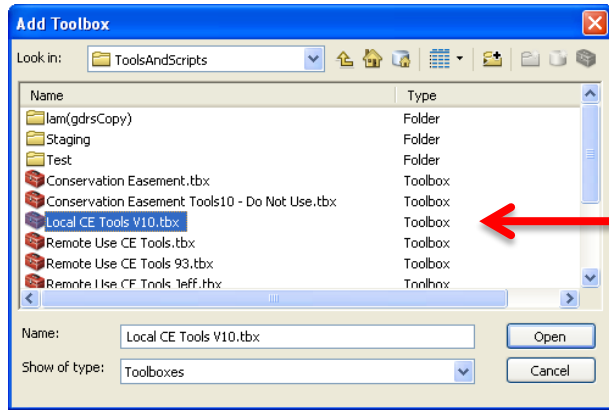 Add Toolbox
Look in: ToolsAndScripts
Name Type
lam(gdrsCopy) Folder
Staging Folder
Test Folder
Conservation Easement.tbx Toolbox
Conservation Easement Tools10 - Do Not Use.tbx Toolbox
Local CE Tools V10.tbx Toolbox
Remote Use CE Tools.tbx Toolbox
Remote Use CE Tools 93.tbx Toolbox
Remote Use CE Tools Jeff.tbx Toolbox
Name: Local CE Tools V10.tbx Open
Show of type: Toolboxes Cancel